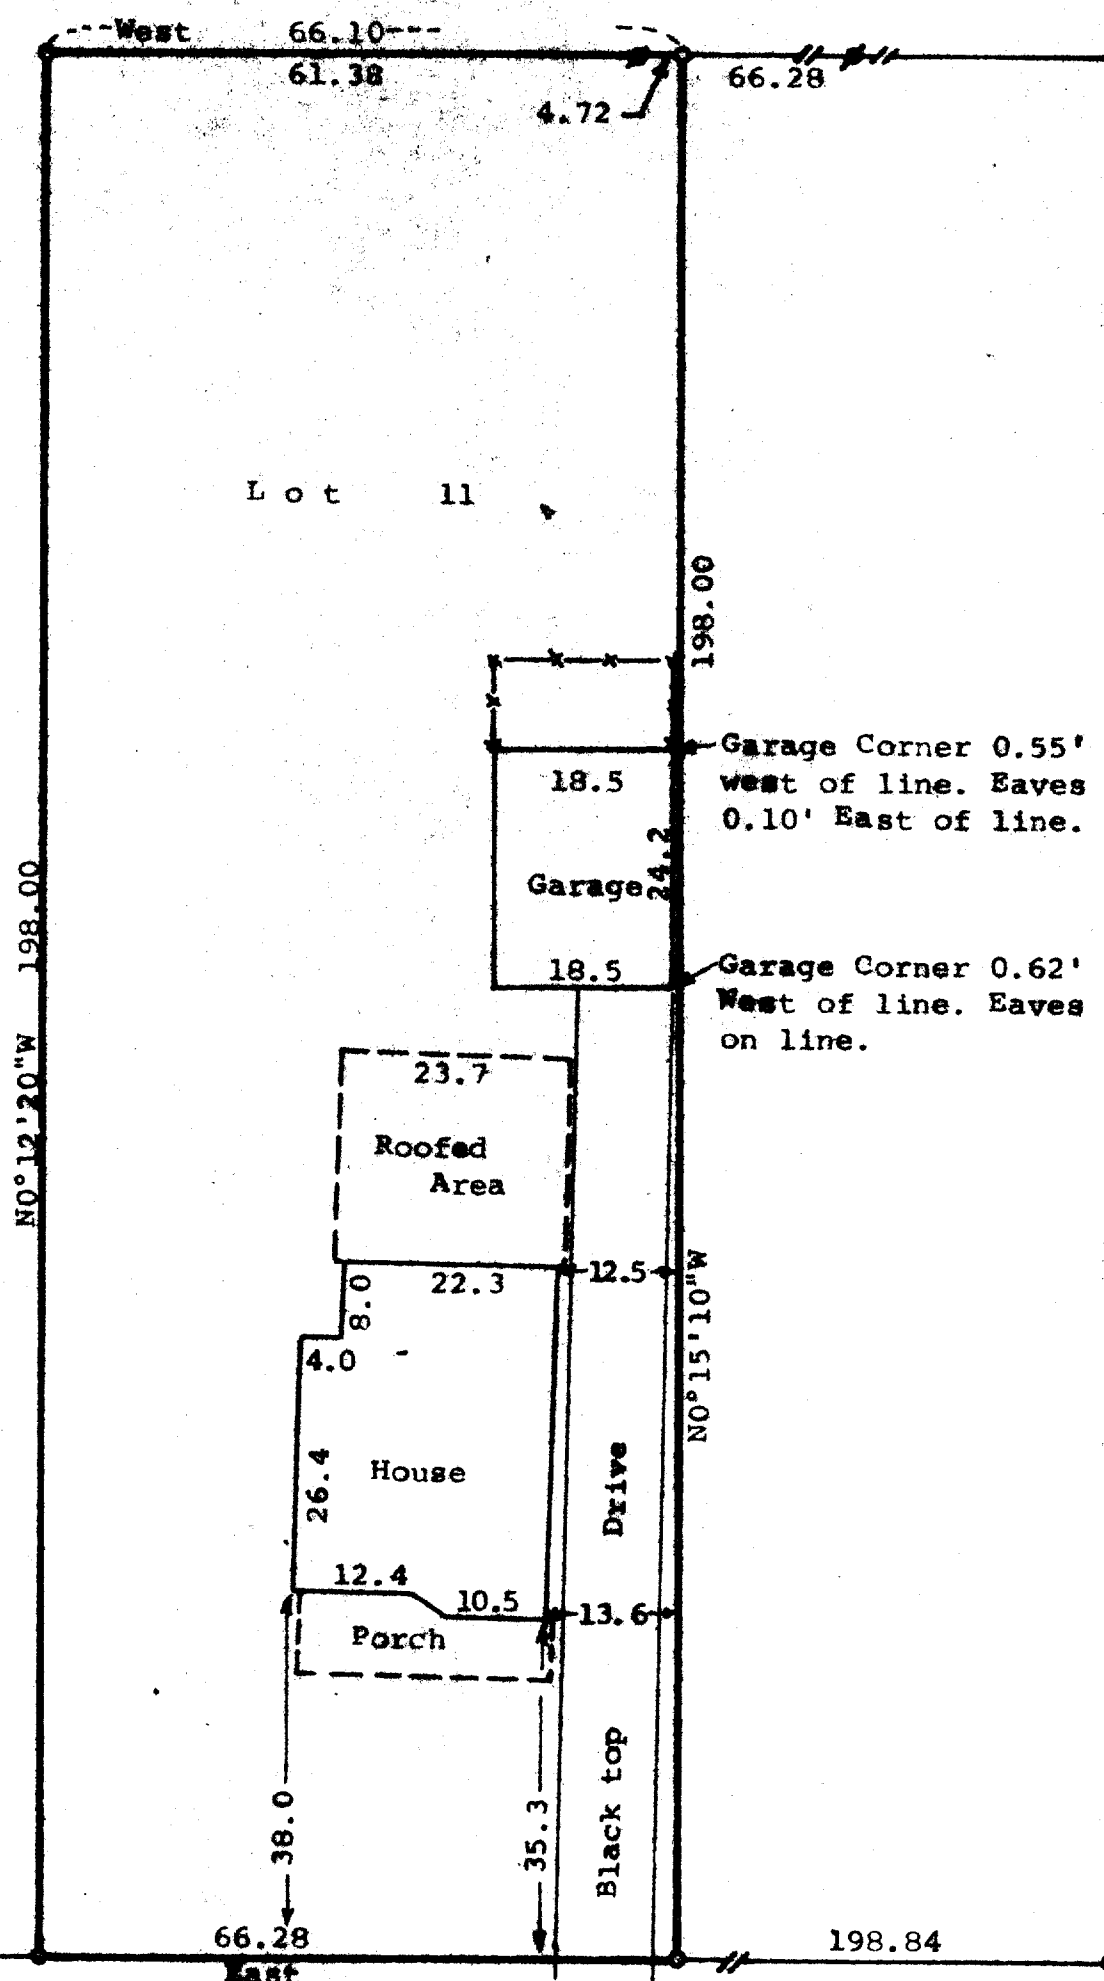 ---West 66.10---
61.38
66.28
4.72
Lot 11
198.00
Garage Corner 0.55'
west of line. Eaves
0.10' East of line.
18.5
24.2
Garage
198.00
18.5
Garage Corner 0.62'
West of line. Eaves
on line.
N0°12'20"W
23.7
Roofed
Area
12.5
22.3
8.0
N0°15'10"W
4.0
House
26.4
Drive
12.4
10.5
13.6
Porch
Black top
38.0
35.3
66.28
East
198.84